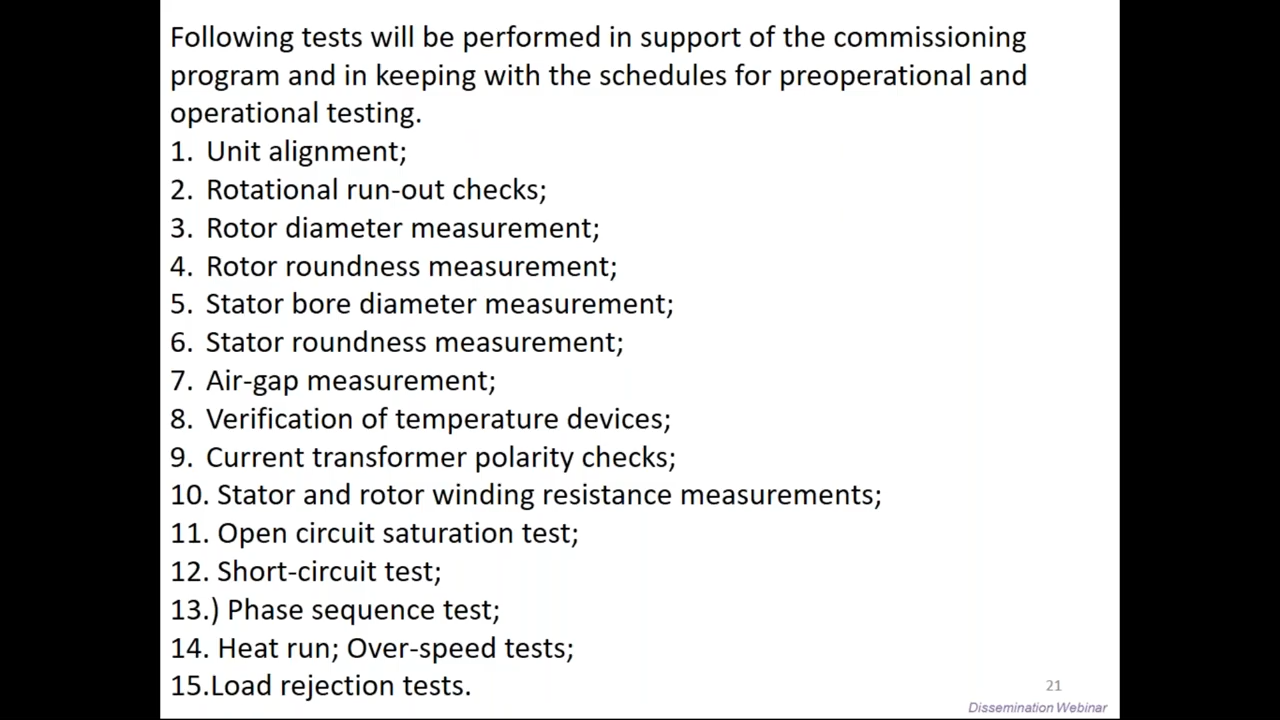 Following tests will be performed in support of the commissioning
program and in keeping with the schedules for preoperational and
operational testing.
1. Unit alignment;
2. Rotational run-out checks;
3. Rotor diameter measurement;
4. Rotor roundness measurement;
5. Stator bore diameter measurement;
6. Stator roundness measurement;
7. Air-gap measurement;
8. Verification of temperature devices;
9. Current transformer polarity checks;
10. Stator and rotor winding resistance measurements;
11. Open circuit saturation test;
12. Short-circuit test;
13.) Phase sequence test;
14. Heat run; Over-speed tests;
15.Load rejection tests.
21
Dissemination Webinar